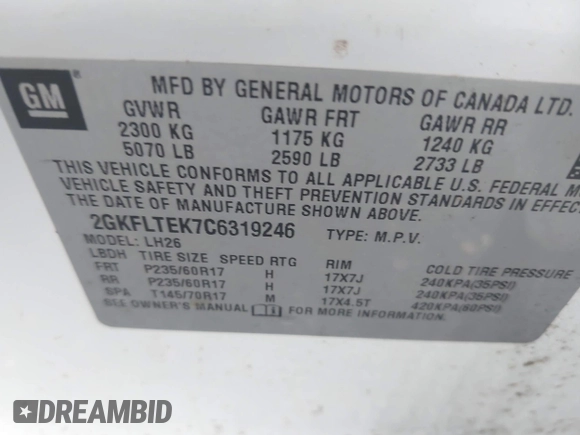 GM ®
MFD BY GENERAL MOTORS OF CANADA LTD.
GVWR GAWR FRT GAWR RR
2300 KG 1175 KG 1240 KG
5070 LB 2590 LB 2733 LB
THIS VEHICLE CONFORMS TO ALL APPLICABLE U.S. FEDERAL M
VEHICLE SAFETY AND THEFT PREVENTION STANDARDS IN EFFEC
THE DATE OF MANUFACTURE SHOWN ABOVE.
2GKFLTEK7C6319246 TYPE: M.P.V.
MODEL: LH26
LBDH TIRE SIZE SPEED RTG RIM COLD TIRE PRESSURE
FRT P235/60R17 H 17X7J 240KPA(35PSI)
RR P235/60R17 H 17X7J 240KPA(35PSI)
SPA T145/70R17 M 17X4.5T 420KPA(60PSI)
SEE OWNER'S MANUAL FOR MORE INFORMATION.
DREAMBID